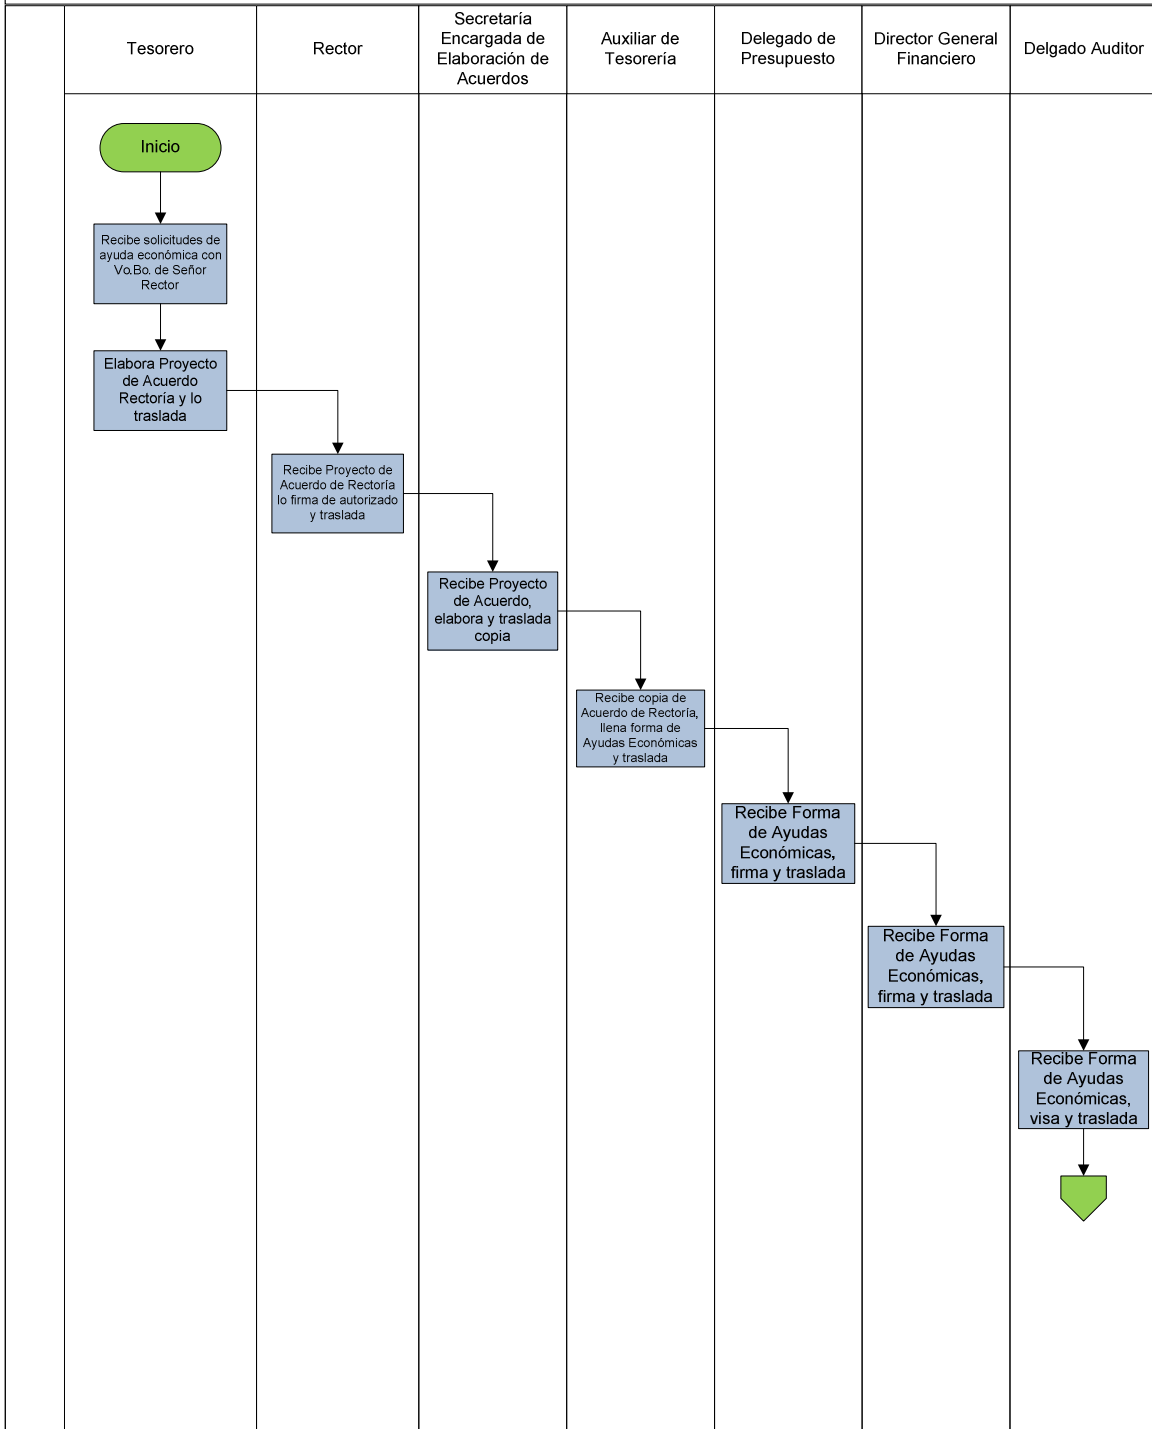 Tesorero
Rector
Secretaría
Encargada de
Elaboración de
Acuerdos
Auxiliar de
Tesorería
Delegado de
Presupuesto
Director General
Financiero
Delgado Auditor
Inicio
Recibe solicitudes de
ayuda económica con
Vo.Bo. de Señor
Rector
Elabora Proyecto
de Acuerdo
Rectoría y lo
traslada
Recibe Proyecto de
Acuerdo de Rectoría
lo firma de autorizado
y traslada
Recibe Proyecto
de Acuerdo,
elabora y traslada
copia
Recibe copia de
Acuerdo de Rectoría,
llena forma de
Ayudas Económicas
y traslada
Recibe Forma
de Ayudas
Económicas,
firma y traslada
Recibe Forma
de Ayudas
Económicas,
firma y traslada
Recibe Forma
de Ayudas
Económicas,
visa y traslada